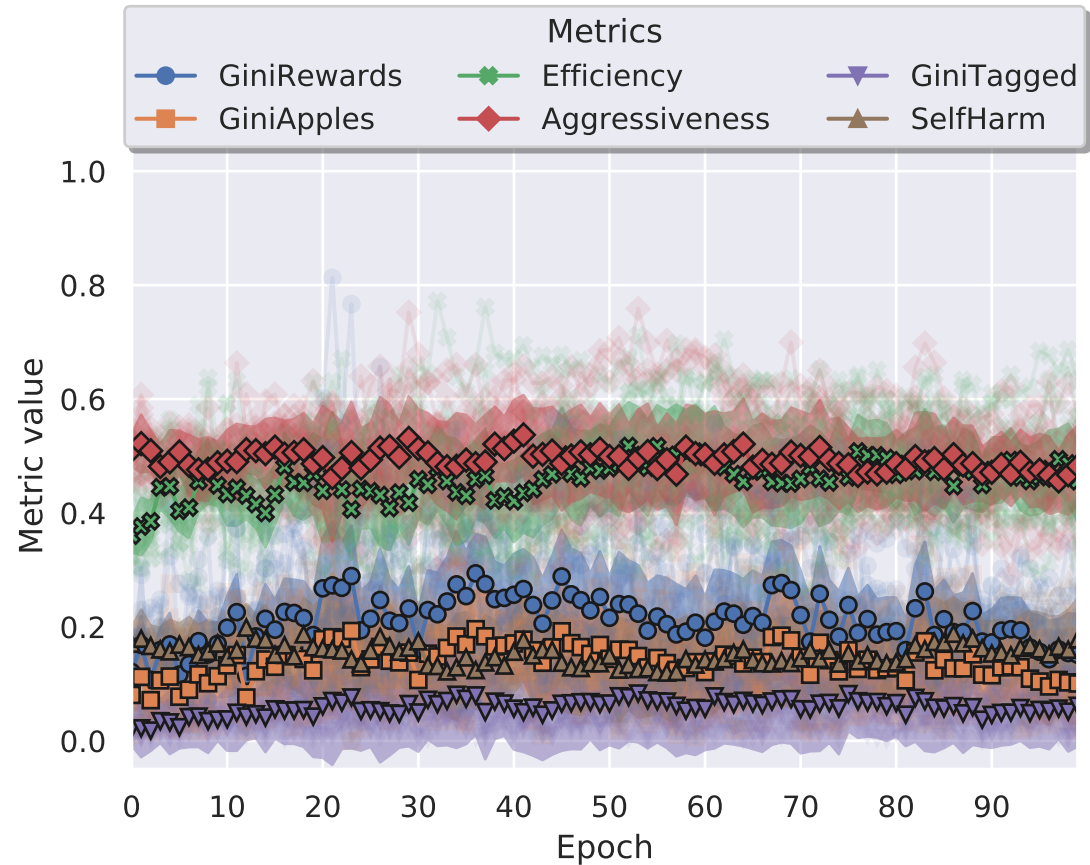 Metrics
GiniRewards Efficiency GiniTagged
GiniApples Aggressiveness SelfHarm
1.0
0.8
0.6
0.4
0.2
0.0
Metric value
0 10 20 30 40 50 60 70 80 90
Epoch